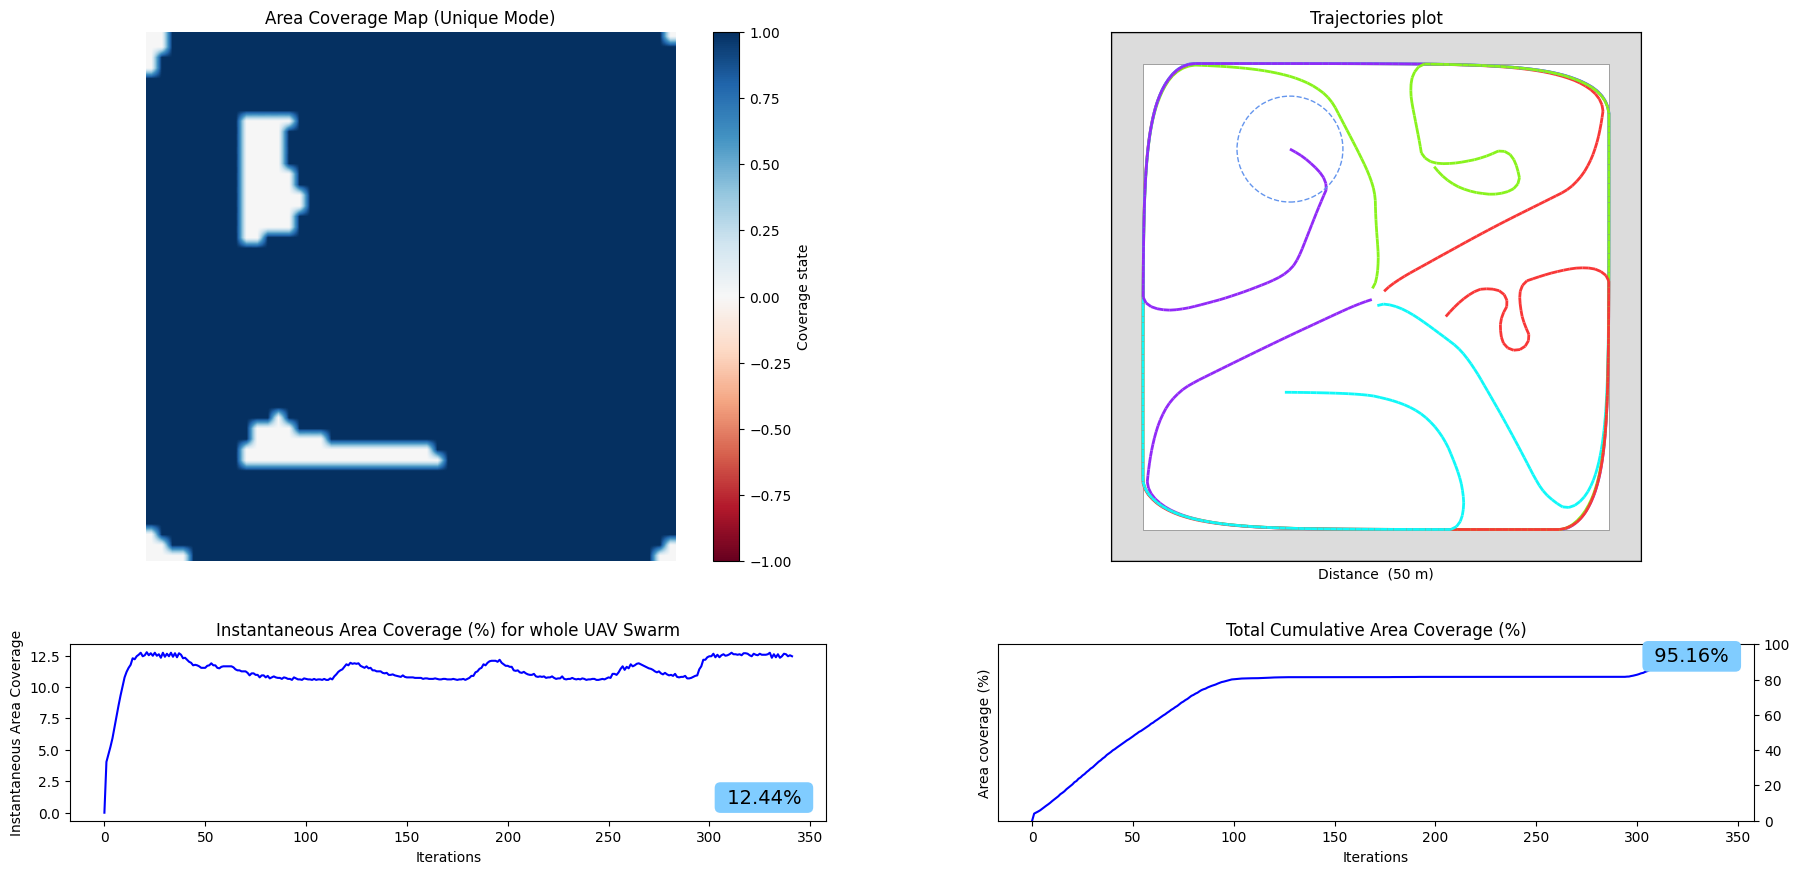 Area Coverage Map (Unique Mode)
1.00
0.75
0.50
0.25
0.00
−0.25
−0.50
−0.75
−1.00
Coverage state
Trajectories plot
Distance  (50 m)
Instantaneous Area Coverage (%) for whole UAV Swarm
Instantaneous Area Coverage
12.5
10.0
7.5
5.0
2.5
0.0
12.44%
0 50 100 150 200 250 300 350
Iterations
Total Cumulative Area Coverage (%)
Area coverage (%)
95.16%
100
80
60
40
20
0
0 50 100 150 200 250 300 350
Iterations